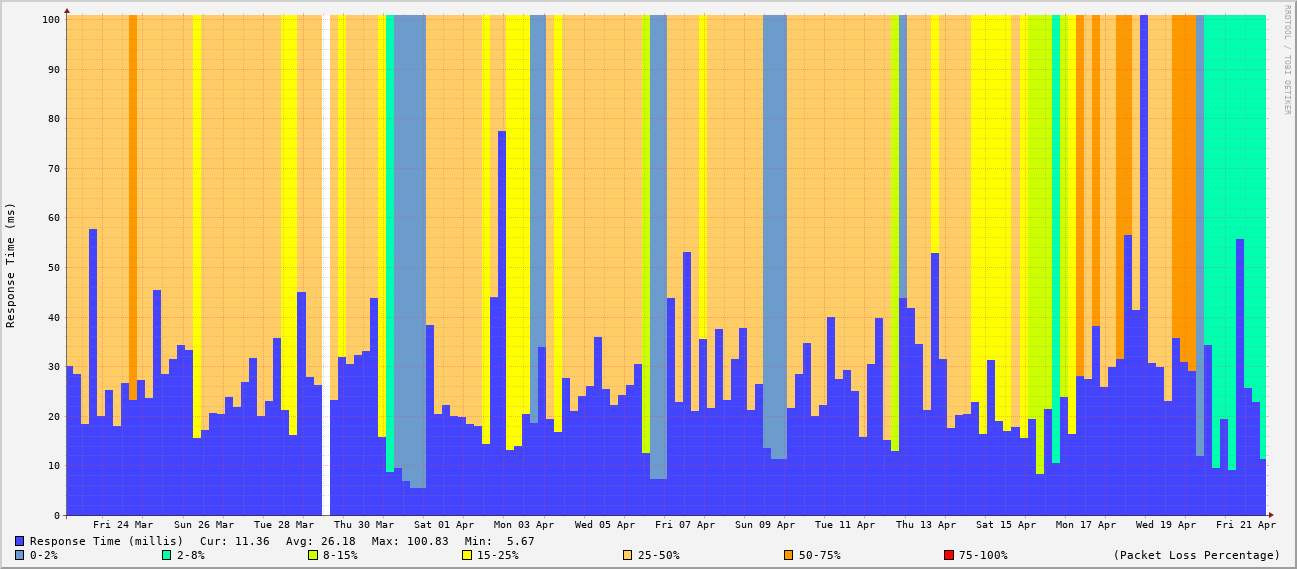 RRDTOOL / TOBI OETIKER
Response Time (ms)
100
90
80
70
60
50
40
30
20
10
0
Fri 24 Mar Sun 26 Mar Tue 28 Mar Thu 30 Mar Sat 01 Apr Mon 03 Apr Wed 05 Apr Fri 07 Apr Sun 09 Apr Tue 11 Apr Thu 13 Apr Sat 15 Apr Mon 17 Apr Wed 19 Apr Fri 21 Apr
Response Time (millis) Cur: 11.36 Avg: 26.18 Max: 100.83 Min: 5.67
0-2% 2-8% 8-15% 15-25% 25-50% 50-75% 75-100% (Packet Loss Percentage)